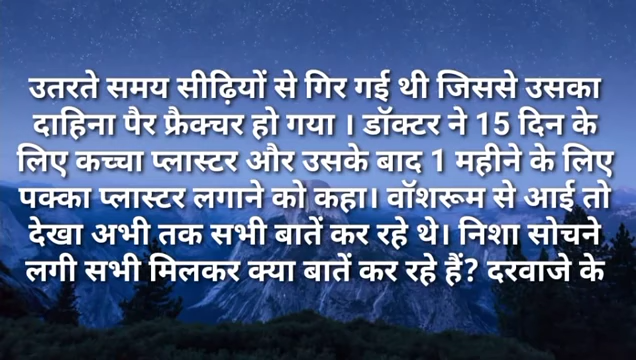 उतरते समय सीढ़ियों से गिर गई थी जिससे उसका
दाहिना पैर फ्रैक्चर हो गया । डॉक्टर ने 15 दिन के
लिए कच्चा प्लास्टर और उसके बाद 1 महीने के लिए
पक्का प्लास्टर लगाने को कहा। वॉशरूम से आई तो
देखा अभी तक सभी बातें कर रहे थे। निशा सोचने
लगी सभी मिलकर क्या बातें कर रहे हैं? दरवाजे के